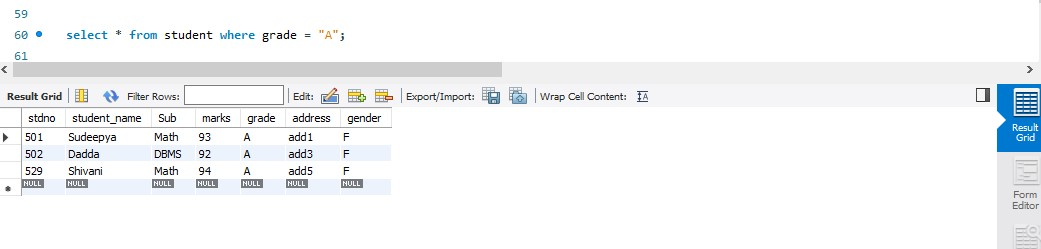 59
60 select * from student where grade = "A";
61
Result Grid Filter Rows: Edit: Export/Import: Wrap Cell Content: IA
stdno student_name Sub marks grade address gender
501 Sudeepya Math 93 A add1 F
502 Dadda DBMS 92 A add3 F
529 Shivani Math 94 A add5 F
NULL NULL NULL NULL NULL NULL NULL
Result
Grid
Form
Editor